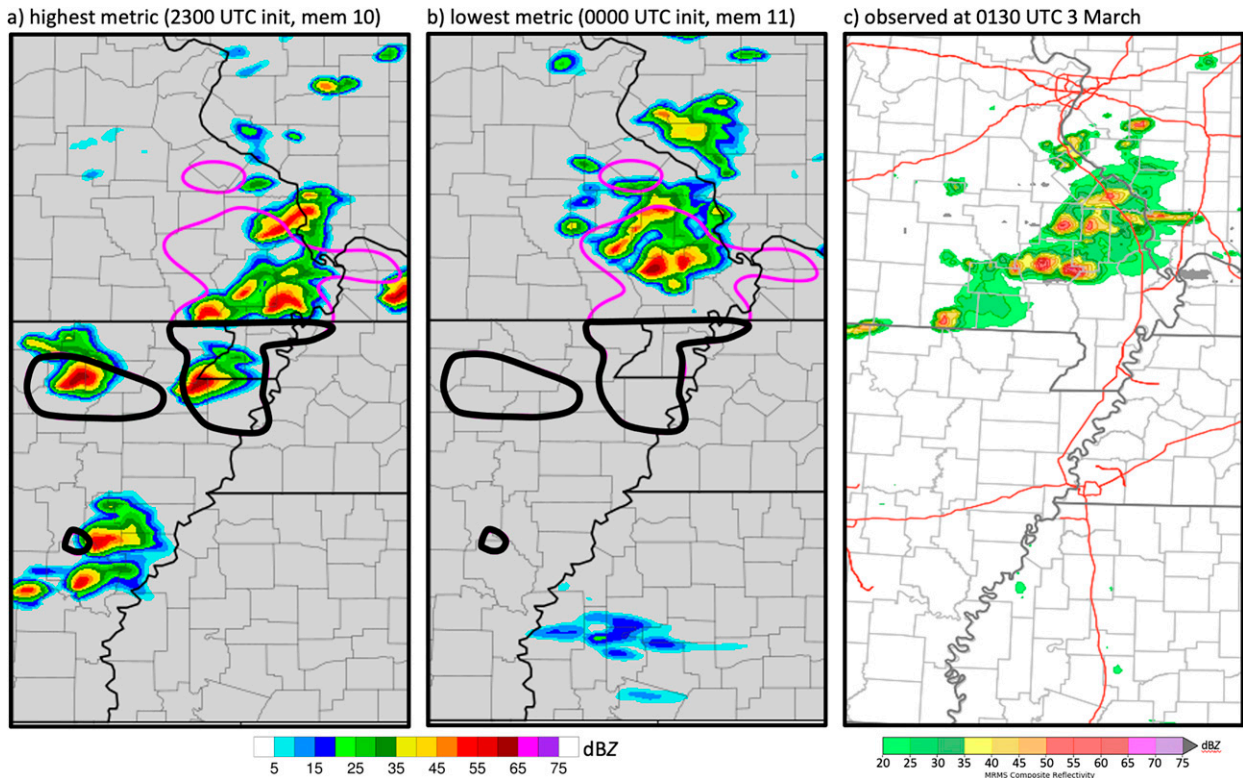 a) highest metric (2300 UTC init, mem 10)
b) lowest metric (0000 UTC init, mem 11)
c) observed at 0130 UTC 3 March
5 15 25 35 45 55 65 75 dBZ
20 25 30 35 40 45 50 55 60 65 70 75 dBZ
MRMS Composite Reflectivity